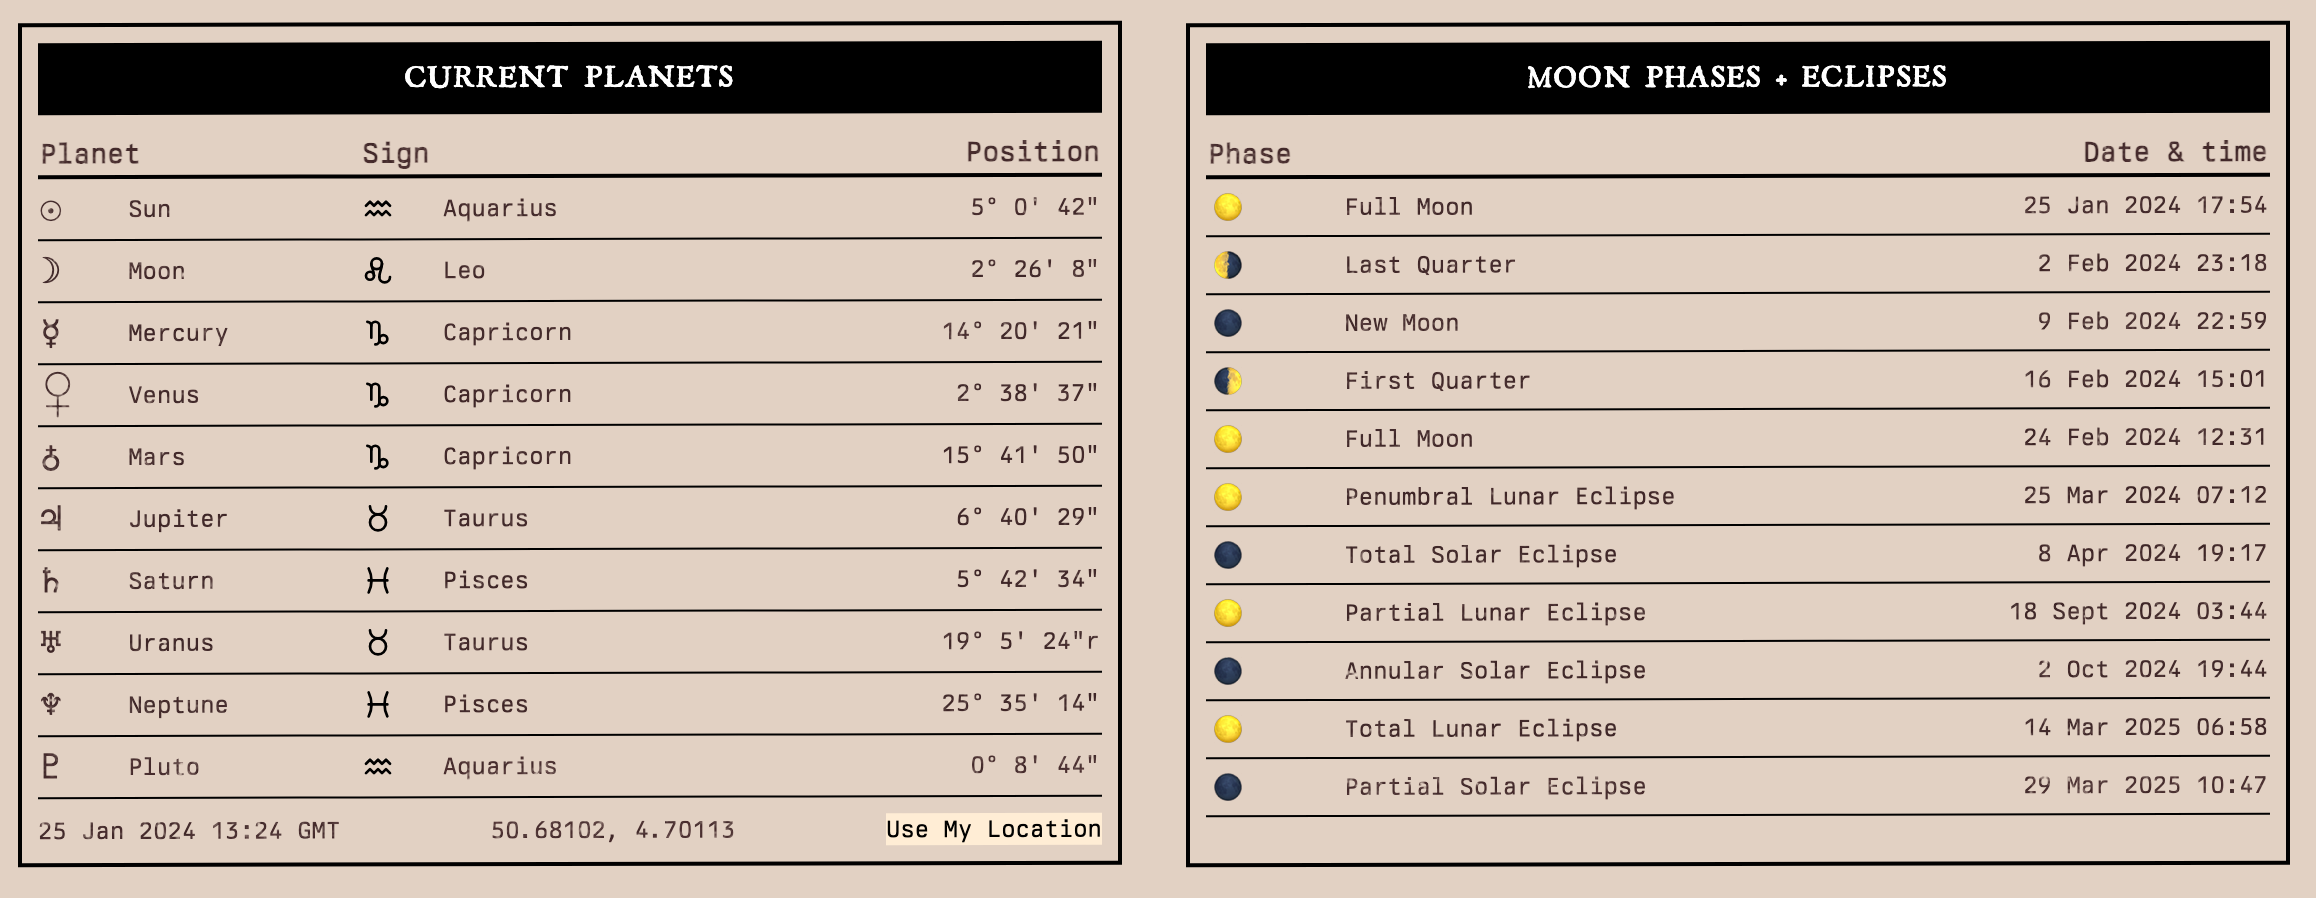 CURRENT PLANETS
Planet Sign Position
☉ Sun ♒ Aquarius 5° 0' 42"
☽ Moon ♌ Leo 2° 26' 8"
☿ Mercury ♑ Capricorn 14° 20' 21"
♀ Venus ♑ Capricorn 2° 38' 37"
♁ Mars ♑ Capricorn 15° 41' 50"
♃ Jupiter ♉ Taurus 6° 40' 29"
♄ Saturn ♓ Pisces 5° 42' 34"
♅ Uranus ♉ Taurus 19° 5' 24"r
♆ Neptune ♓ Pisces 25° 35' 14"
♇ Pluto ♒ Aquarius 0° 8' 44"
25 Jan 2024 13:24 GMT 50.68102, 4.70113 Use My Location
MOON PHASES + ECLIPSES
Phase Date & time
Full Moon 25 Jan 2024 17:54
Last Quarter 2 Feb 2024 23:18
New Moon 9 Feb 2024 22:59
First Quarter 16 Feb 2024 15:01
Full Moon 24 Feb 2024 12:31
Penumbral Lunar Eclipse 25 Mar 2024 07:12
Total Solar Eclipse 8 Apr 2024 19:17
Partial Lunar Eclipse 18 Sept 2024 03:44
Annular Solar Eclipse 2 Oct 2024 19:44
Total Lunar Eclipse 14 Mar 2025 06:58
Partial Solar Eclipse 29 Mar 2025 10:47